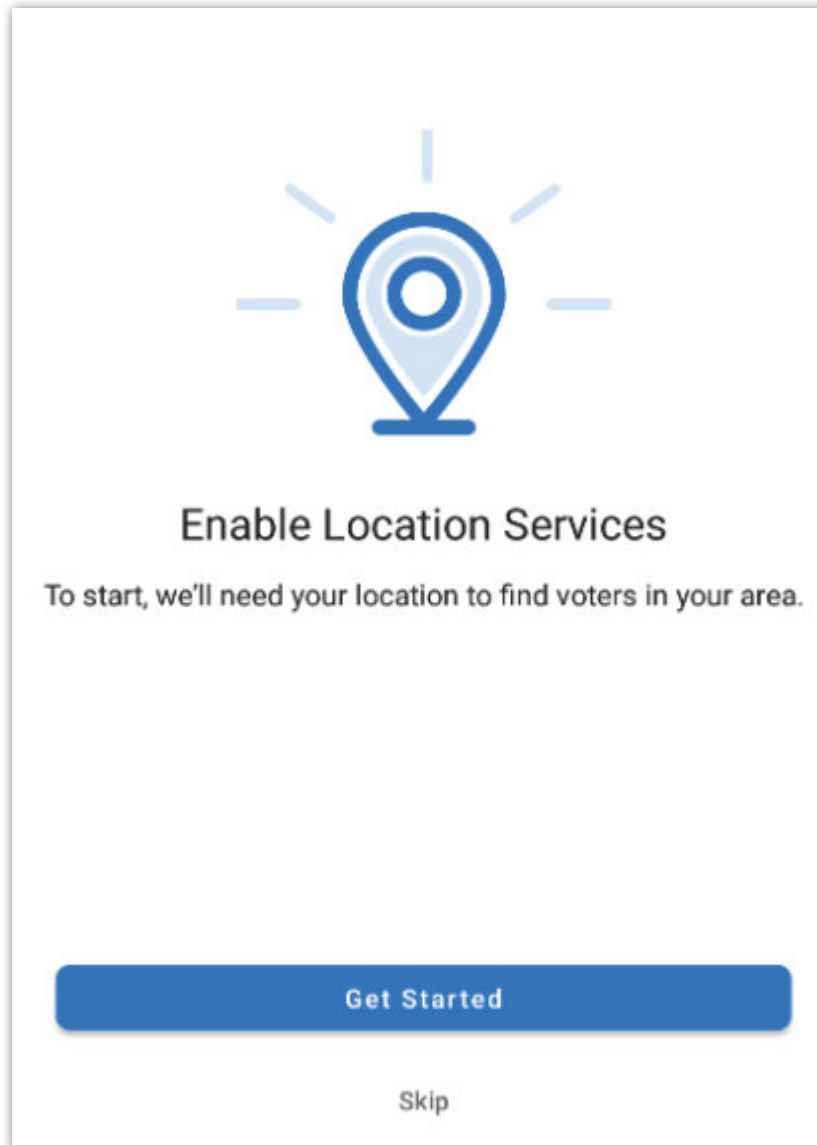 Enable Location Services
To start, we'll need your location to find voters in your area.
Get Started
Skip